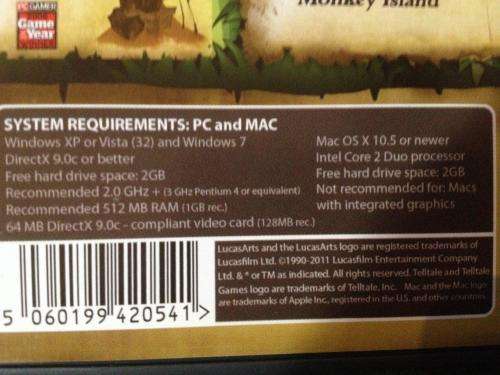 PC GAMER
Game
& Year
Monkey Island
SYSTEM REQUIREMENTS: PC and MAC
Windows XP or Vista (32) and Windows 7
DirectX 9.0c or better
Free hard drive space: 2GB
Recommended 2.0 GHz + (3 GHz Pentium 4 or equivalent)
Recommended 512 MB RAM (1GB rec.)
64 MB DirectX 9.0c - compliant video card (128MB rec.)
Mac OS X 10.5 or newer
Intel Core 2 Duo processor
Free hard drive space: 2GB
Not recommended for: Macs
with integrated graphics
LucasArts and the LucasArts logo are registered trademarks of
Lucasfilm Ltd. ©1990-2011 Lucasfilm Entertainment Company
Ltd. & ® or TM as indicated. All rights reserved. Telltale and Telltale
Games logo are trademarks of Telltale, Inc. Mac and the Mac logo
are trademarks of Apple Inc., registered in the U.S. and other countries.
5 060199 420541 >